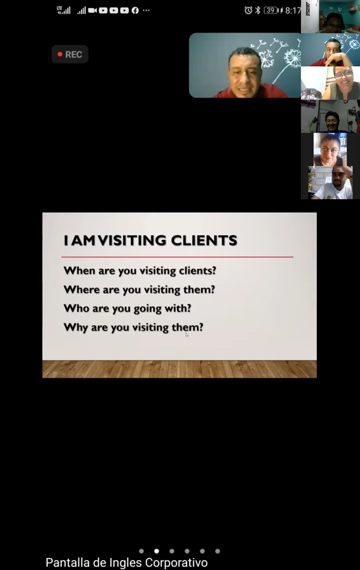 39
8:17
REC
I AM VISITING CLIENTS
When are you visiting clients?
Where are you visiting them?
Who are you going with?
Why are you visiting them?
Pantalla de Ingles Corporativo